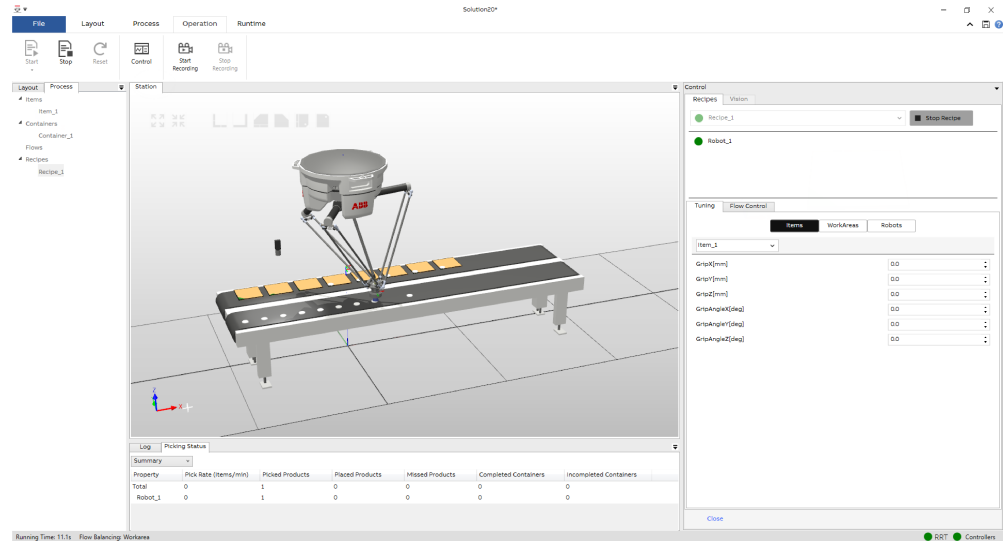 Solution20*
File Layout Process Operation Runtime
Start Stop Reset Control Start Recording Stop Recording
Layout Process
Items
Item_1
Containers
Container_1
Flows
Recipes
Recipe_1
Station
ABB
Z
X
Log Picking Status
Summary
Property Pick Rate (items/min) Picked Products Placed Products Missed Products Completed Containers Incompleted Containers
Total 0 1 0 0 0 0
Robot_1 0 1 0 0 0 0
Control
Recipes Vision
Recipe_1 Stop Recipe
Robot_1
Tuning Flow Control
Items WorkAreas Robots
Item_1
GripX[mm] 0.0
GripY[mm] 0.0
GripZ[mm] 0.0
GripAngleX[deg] 0.0
GripAngleY[deg] 0.0
GripAngleZ[deg] 0.0
Close
Running Time: 11.1s Flow Balancing: Workarea RRT Controllers